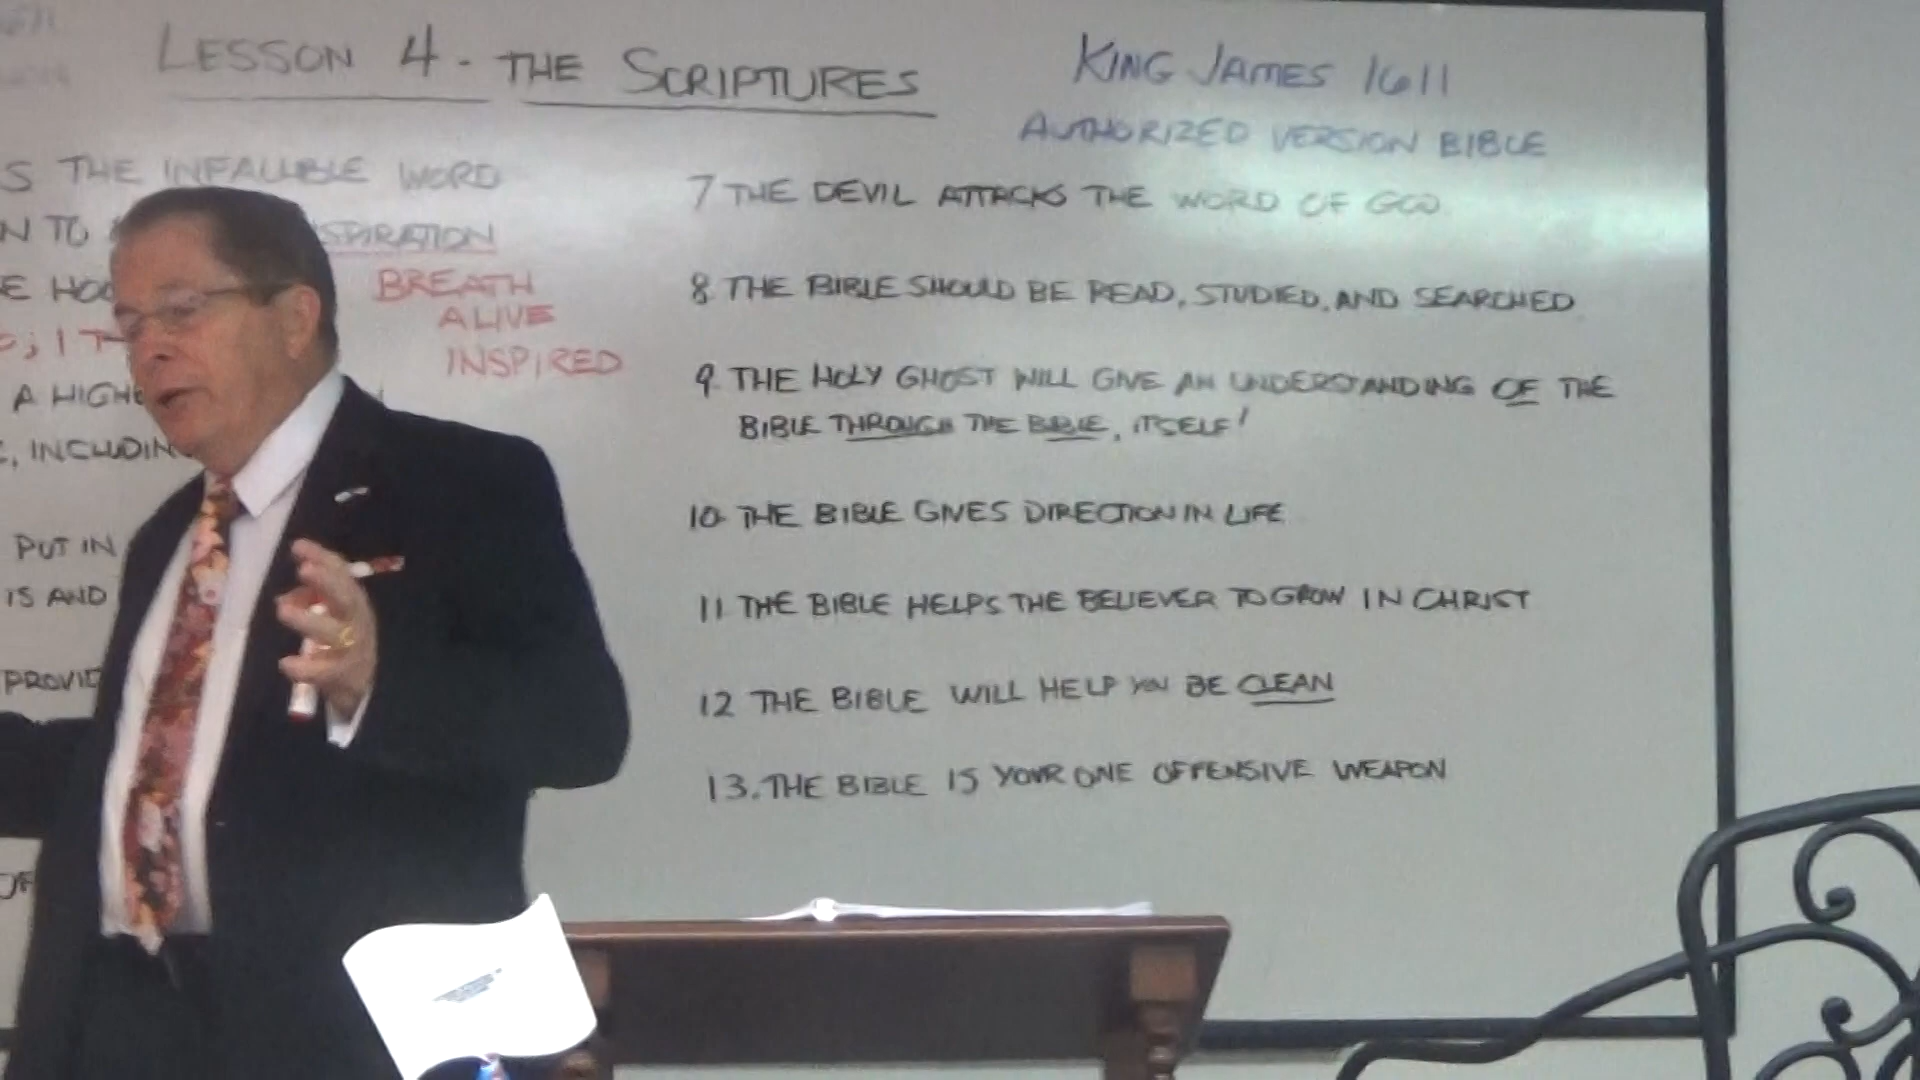 LESSON 4 - THE SCRIPTURES
KING JAMES 1611
AUTHORIZED VERSION BIBLE
S THE INFALLIBLE WORD
N TO SPIRATION
E HO
BREATH
ALIVE
INSPIRED
A HIGH
, INCLUDIN
PUT IN
IS AND
PROVID
OF
7 THE DEVIL ATTACKS THE WORD OF GOD
8. THE BIBLE SHOULD BE READ, STUDIED, AND SEARCHED
9. THE HOLY GHOST WILL GIVE AN UNDERSTANDING OF THE
BIBLE THROUGH THE BIBLE, ITSELF!
10. THE BIBLE GIVES DIRECTION IN LIFE
11. THE BIBLE HELPS THE BELIEVER TO GROW IN CHRIST
12 THE BIBLE WILL HELP YOU BE CLEAN
13. THE BIBLE IS YOUR ONE OFFENSIVE WEAPON